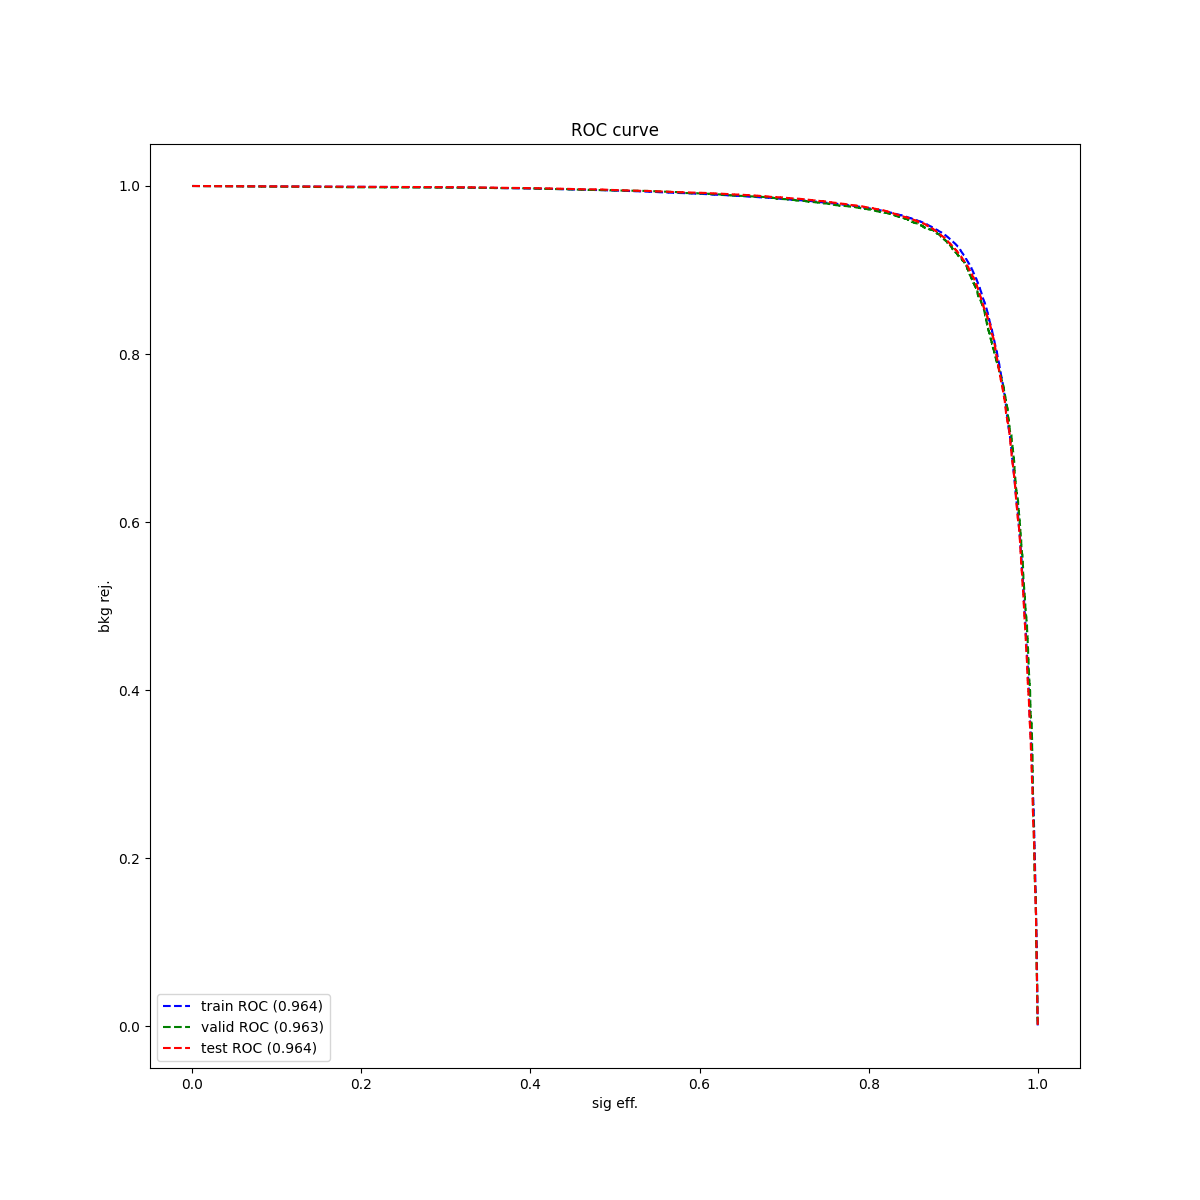 ROC curve
1.0
0.8
0.6
0.4
0.2
0.0
bkg rej.
train ROC (0.964)
valid ROC (0.963)
test ROC (0.964)
0.0 0.2 0.4 0.6 0.8 1.0
sig eff.